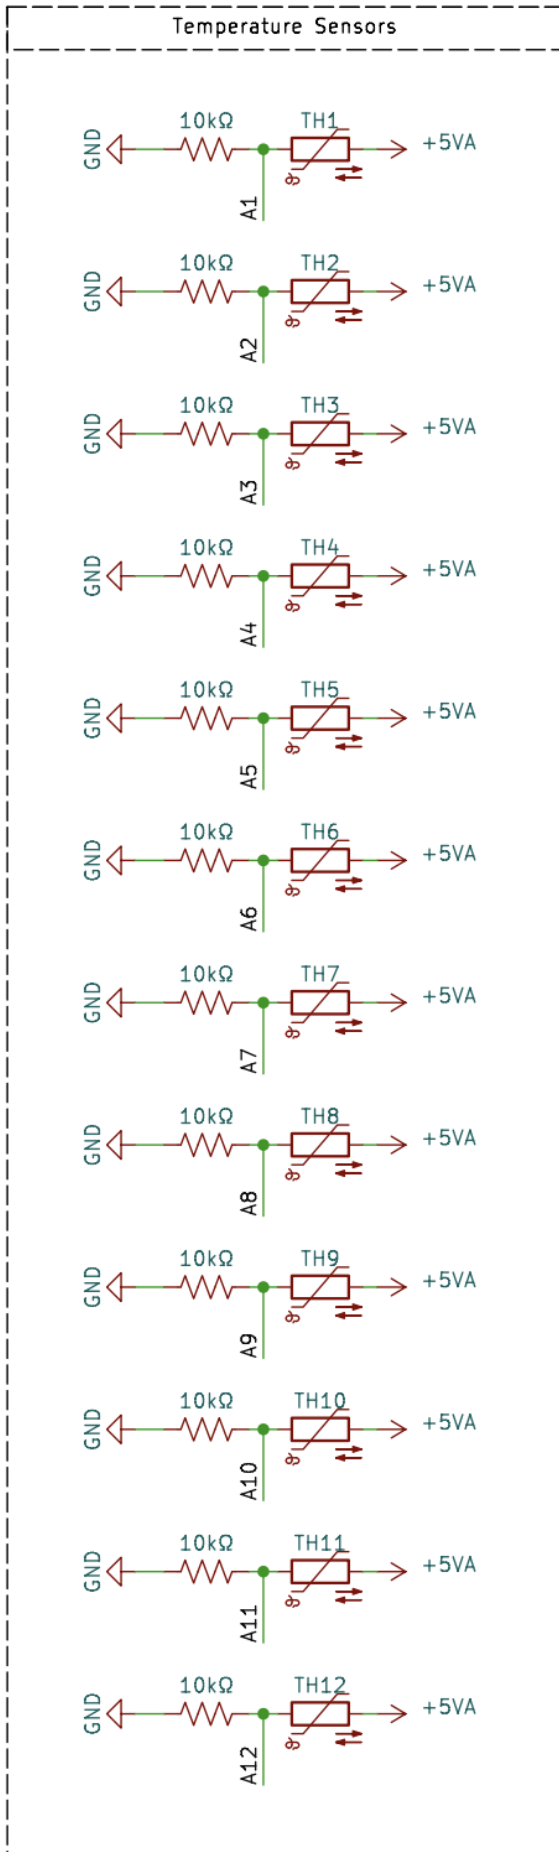 Temperature Sensors
10kΩ TH1
GND +5VA
A1
10kΩ TH2
GND +5VA
A2
10kΩ TH3
GND +5VA
A3
10kΩ TH4
GND +5VA
A4
10kΩ TH5
GND +5VA
A5
10kΩ TH6
GND +5VA
A6
10kΩ TH7
GND +5VA
A7
10kΩ TH8
GND +5VA
A8
10kΩ TH9
GND +5VA
A9
10kΩ TH10
GND +5VA
A10
10kΩ TH11
GND +5VA
A11
10kΩ TH12
GND +5VA
A12